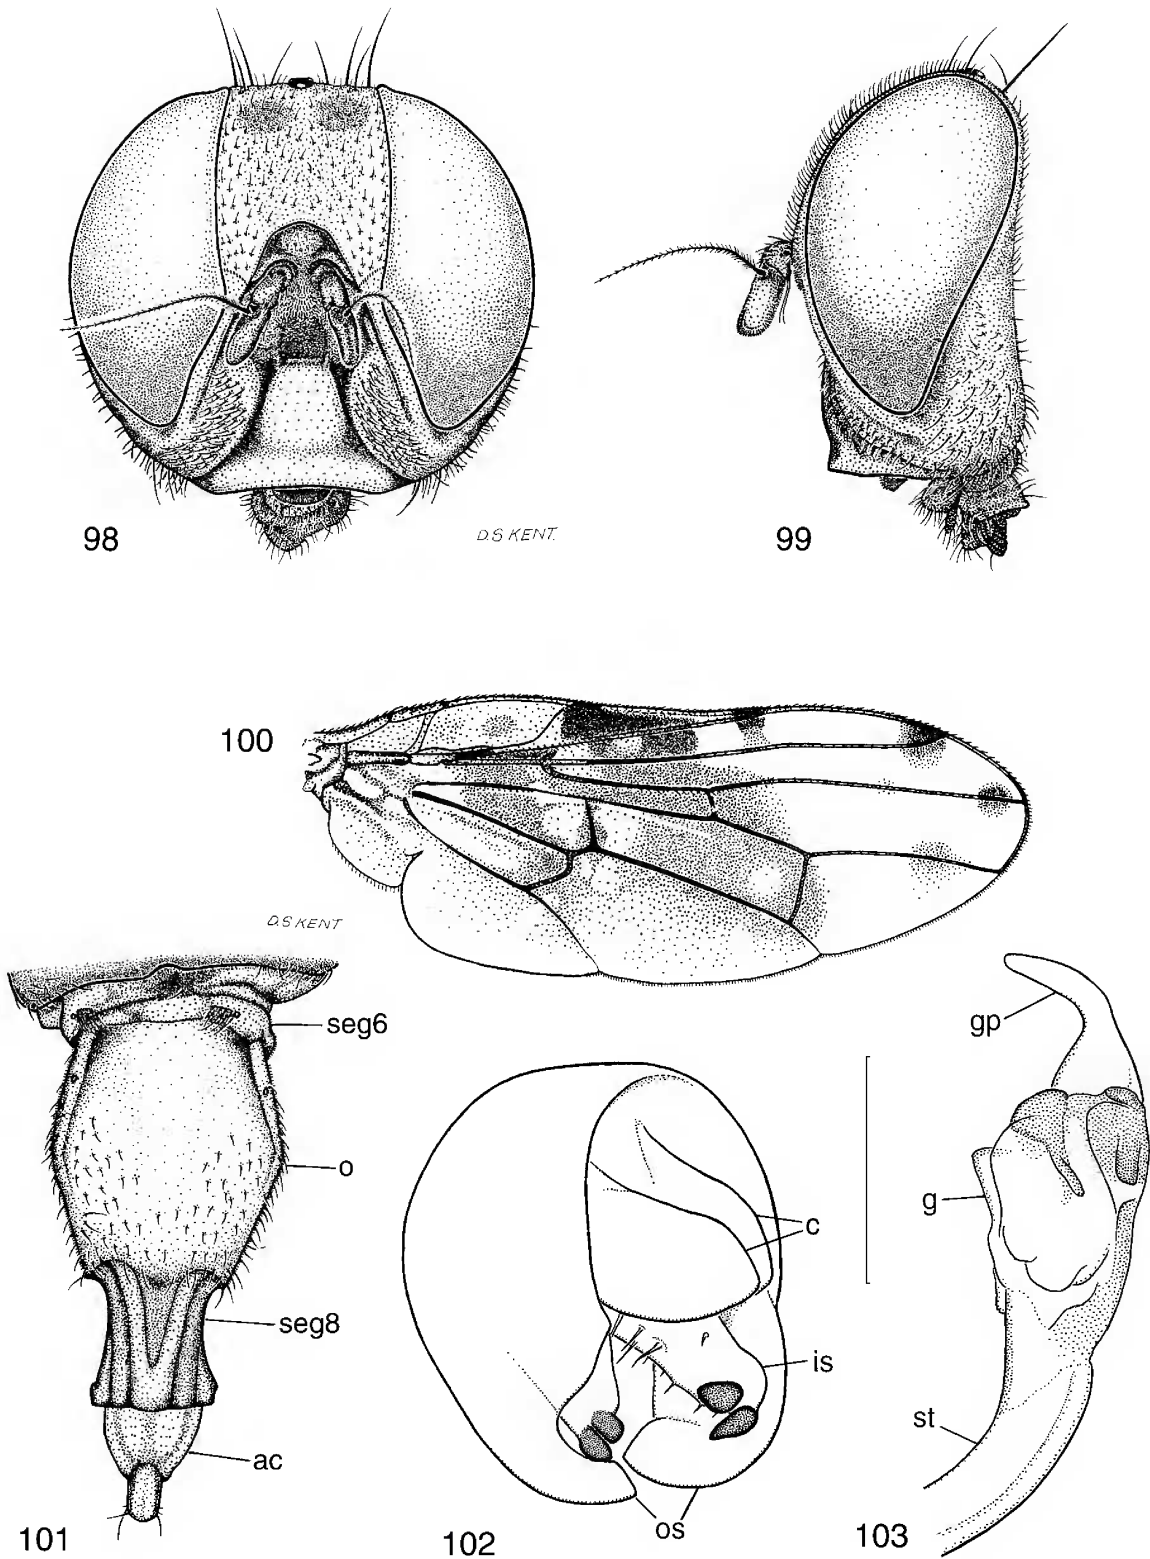 98
D.S KENT.
99
100
D.S KENT
seg6
o
seg8
ac
101
c
is
os
102
gp
g
st
103